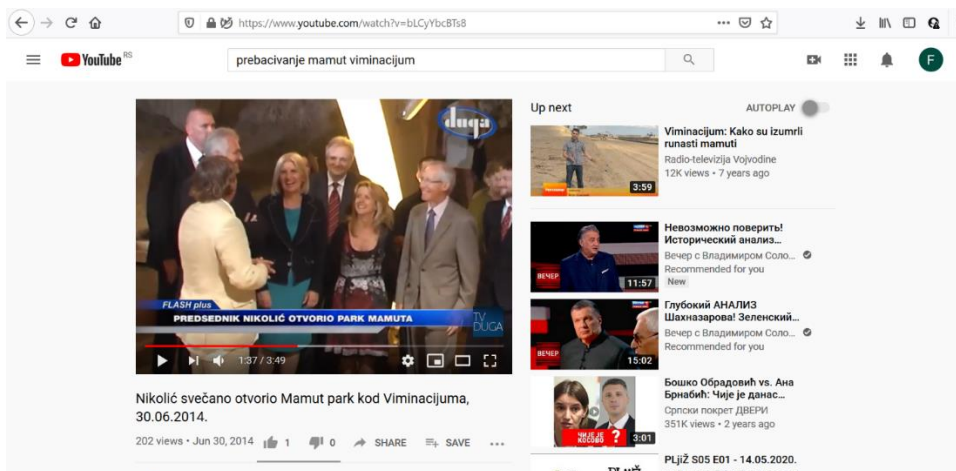 https://www.youtube.com/watch?v=bLCyYbcBTs8
YouTube RS
prebacivanje mamut viminacijum
F
duga
FLASH plus
PREDSEDNIK NIKOLIĆ OTVORIO PARK MAMUTA
TV DUGA
1:37 / 3:49
Nikolić svečano otvorio Mamut park kod Viminacijuma,
30.06.2014.
202 views • Jun 30, 2014
1
0
SHARE
SAVE
Up next
AUTOPLAY
3:59
Viminacijum: Kako su izumrli
runasti mamuti
Radio-televizija Vojvodine
12K views • 7 years ago
ВЕЧЕР
11:57
Невозможно поверить!
Исторический анализ...
Вечер с Владимиром Соло...
Recommended for you
New
ВЕЧЕР
15:02
Глубокий АНАЛИЗ
Шахназарова! Зеленский...
Вечер с Владимиром Соло...
Recommended for you
ЧИЈЕ ЈЕ
КОСОВО ?
3:01
Бошко Обрадовић vs. Ана
Брнабић: Чије је данас...
Српски покрет ДВЕРИ
351K views • 2 years ago
PLjiŽ S05 E01 - 14.05.2020.